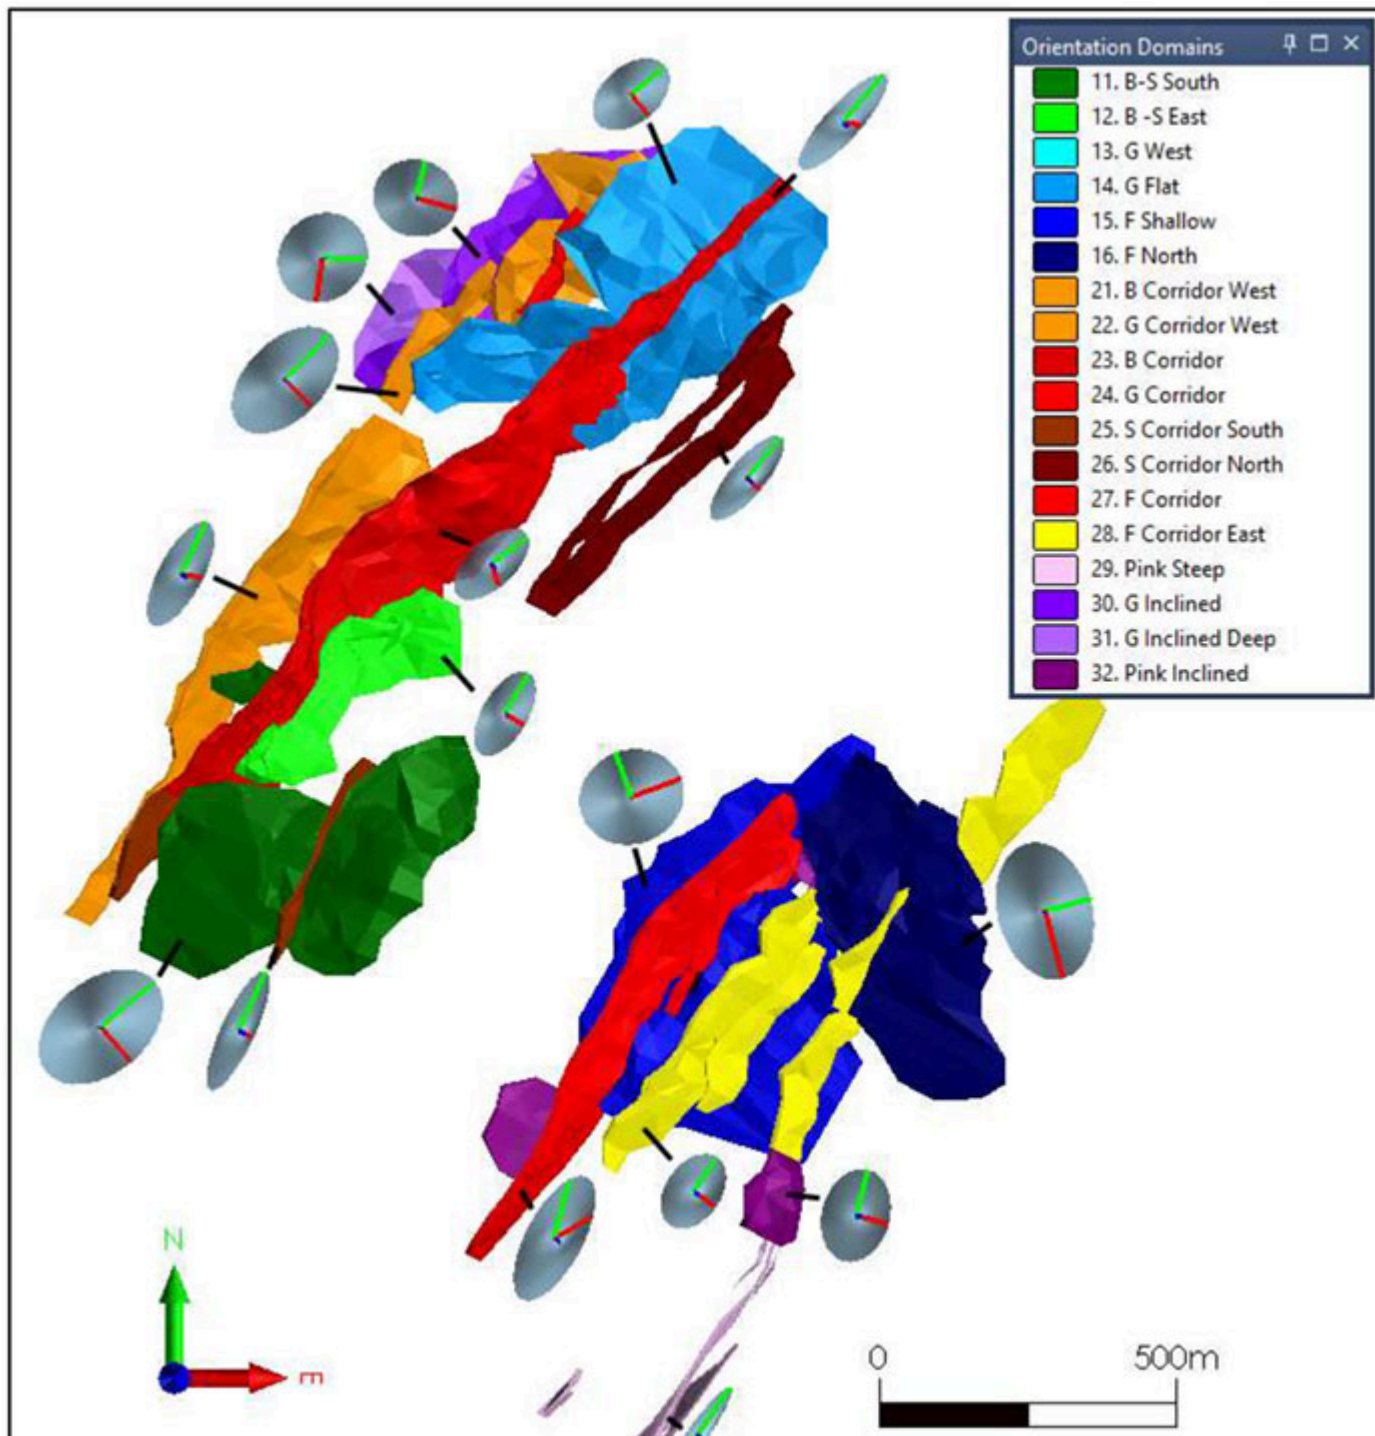 Orientation Domains
11. B-S South
12. B -S East
13. G West
14. G Flat
15. F Shallow
16. F North
21. B Corridor West
22. G Corridor West
23. B Corridor
24. G Corridor
25. S Corridor South
26. S Corridor North
27. F Corridor
28. F Corridor East
29. Pink Steep
30. G Inclined
31. G Inclined Deep
32. Pink Inclined
N
E
0 500m